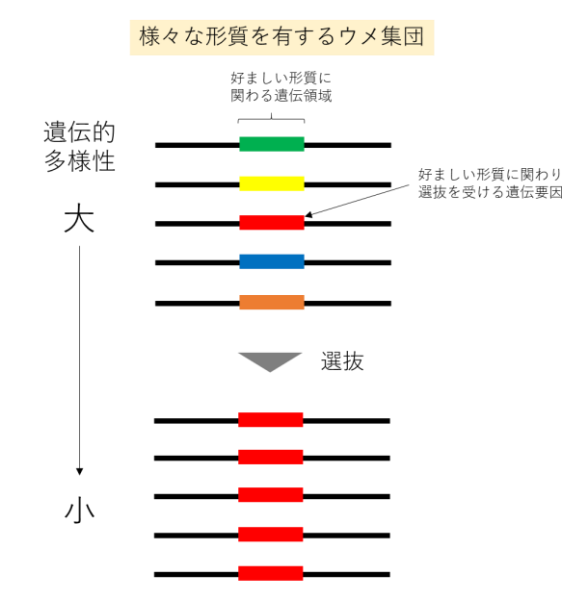 様々な形質を有するウメ集団
好ましい形質に
関わる遺伝領域
遺伝的
多様性
大
好ましい形質に関わり
選抜を受ける遺伝要因
選抜
小